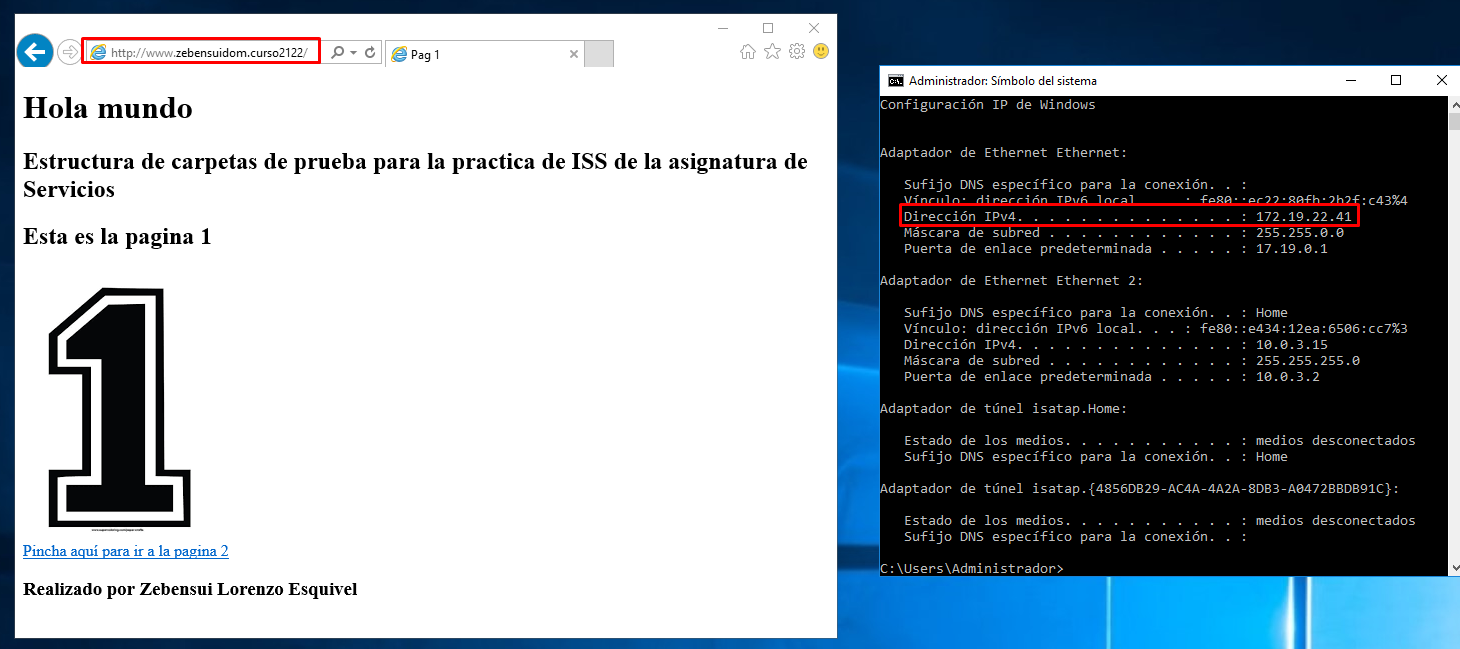 http://www.zebensuidom.curso2122/
Pag 1
Hola mundo
Estructura de carpetas de prueba para la practica de ISS de la asignatura de
Servicios
Esta es la pagina 1
1
Pincha aquí para ir a la pagina 2
Realizado por Zebensui Lorenzo Esquivel
Administrador: Símbolo del sistema
Configuración IP de Windows
Adaptador de Ethernet Ethernet:
Sufijo DNS específico para la conexión. . :
Vínculo: dirección IPv6 local. . . : fe80::ec22:80fb:2b2f:c43%4
Dirección IPv4. . . . . . . . . . . . . . : 172.19.22.41
Máscara de subred . . . . . . . . . . . . : 255.255.0.0
Puerta de enlace predeterminada . . . . . : 17.19.0.1
Adaptador de Ethernet Ethernet 2:
Sufijo DNS específico para la conexión. . : Home
Vínculo: dirección IPv6 local. . . : fe80::e434:12ea:6506:cc7%3
Dirección IPv4. . . . . . . . . . . . . . : 10.0.3.15
Máscara de subred . . . . . . . . . . . . : 255.255.255.0
Puerta de enlace predeterminada . . . . . : 10.0.3.2
Adaptador de túnel isatap.Home:
Estado de los medios. . . . . . . . . . . : medios desconectados
Sufijo DNS específico para la conexión. . : Home
Adaptador de túnel isatap.{4856DB29-AC4A-4A2A-8DB3-A0472BBDB91C}:
Estado de los medios. . . . . . . . . . . : medios desconectados
Sufijo DNS específico para la conexión. . :
C:\Users\Administrador>